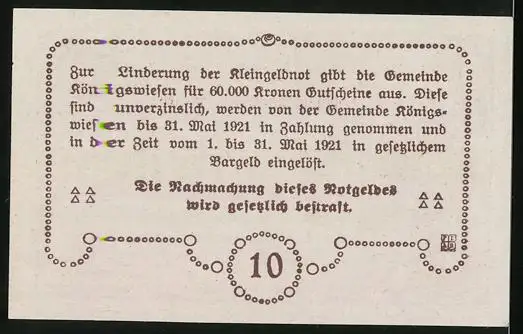 Zur Linderung der Kleingeldnot gibt die Gemeinde
Königswiesen für 60.000 Kronen Gutscheine aus. Diese
sind unverzinslich, werden von der Gemeinde Königs-
wiesen bis 31. Mai 1921 in Zahlung genommen und
in der Zeit vom 1. bis 31. Mai 1921 in gesetzlichem
Bargeld eingelöst.
Die Nachmachung dieses Notgeldes
wird gesetzlich bestraft.
10